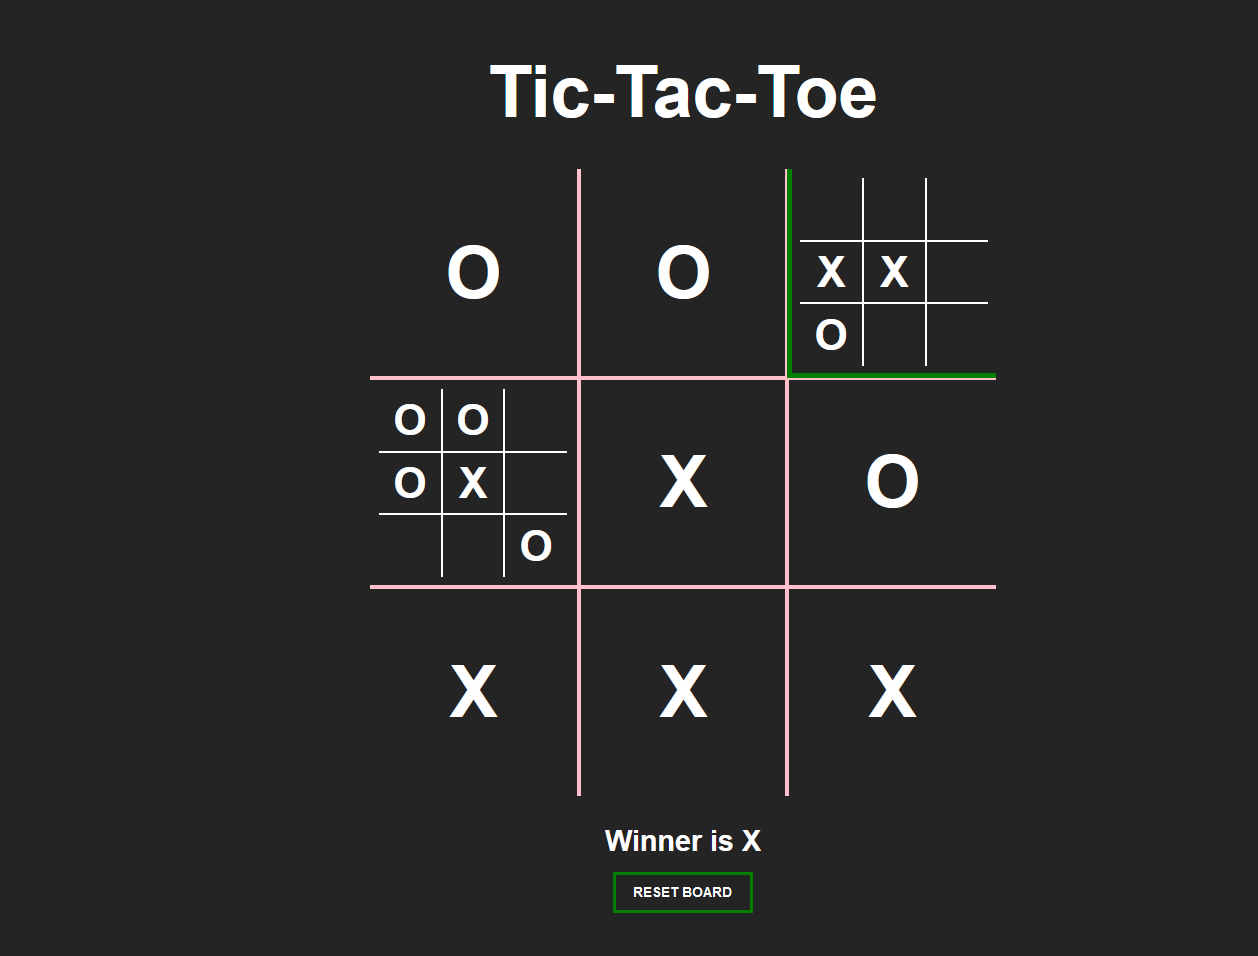 Tic-Tac-Toe
O O
X X
O
O O
O X
O
X O
X X X
Winner is X
RESET BOARD